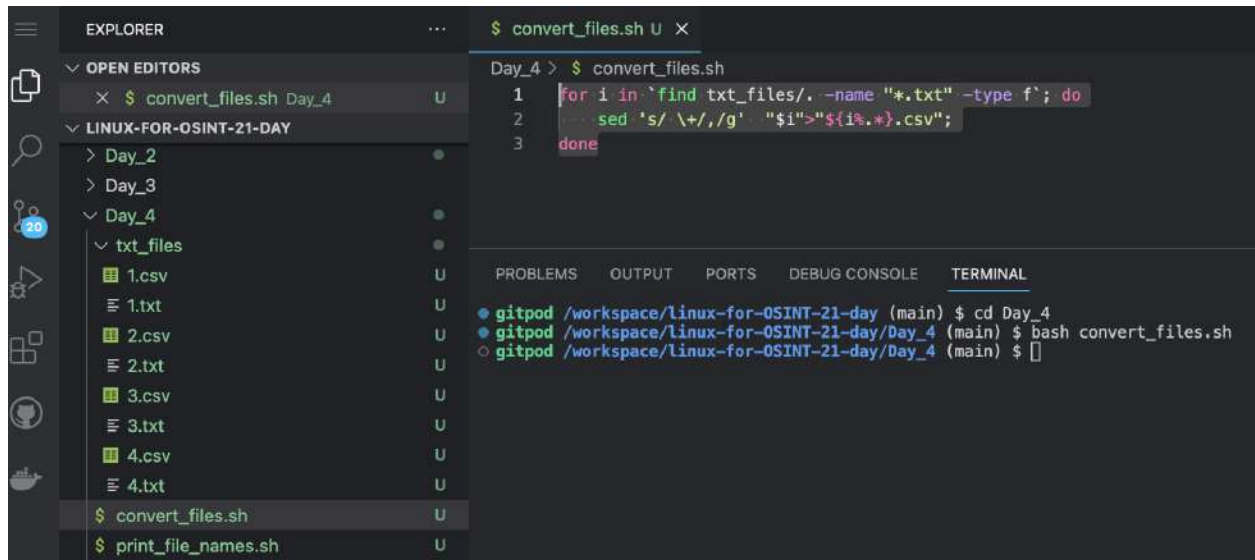 EXPLORER
...
OPEN EDITORS
$ convert_files.sh Day_4 U
LINUX-FOR-OSINT-21-DAY
Day_2
Day_3
Day_4
txt_files
1.csv U
1.txt U
2.csv U
2.txt U
3.csv U
3.txt U
4.csv U
4.txt U
$ convert_files.sh U
$ print_file_names.sh U
20
$ convert_files.sh U ×
Day_4 > $ convert_files.sh
1 for i in `find txt_files/. -name "*.txt" -type f`; do
2 sed 's/ \+/,/g' "$i">"${i%.*}.csv";
3 done
PROBLEMS OUTPUT PORTS DEBUG CONSOLE TERMINAL
gitpod /workspace/linux-for-OSINT-21-day (main) $ cd Day_4
gitpod /workspace/linux-for-OSINT-21-day/Day_4 (main) $ bash convert_files.sh
gitpod /workspace/linux-for-OSINT-21-day/Day_4 (main) $